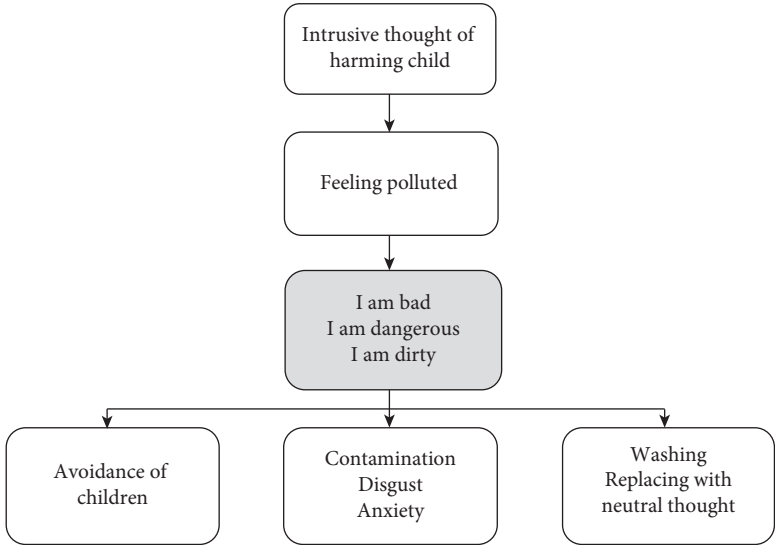 Intrusive thought of
harming child
Feeling polluted
I am bad
I am dangerous
I am dirty
Avoidance of
children
Contamination
Disgust
Anxiety
Washing
Replacing with
neutral thought